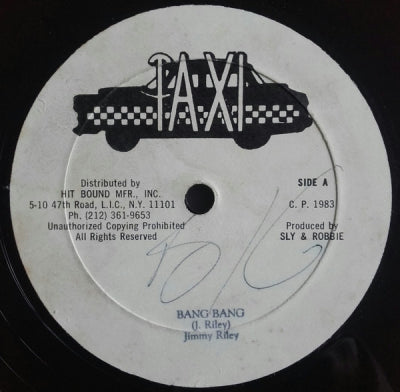 TAXI
Distributed by
HIT BOUND MFR., INC.
5-10 47th Road, L.I.C., N.Y. 11101
Ph. (212) 361-9653
Unauthorized Copying Prohibited
All Rights Reserved
SIDE A
C. P. 1983
Produced by
SLY & ROBBIE
BANG BANG
(J. Riley)
Jimmy Riley